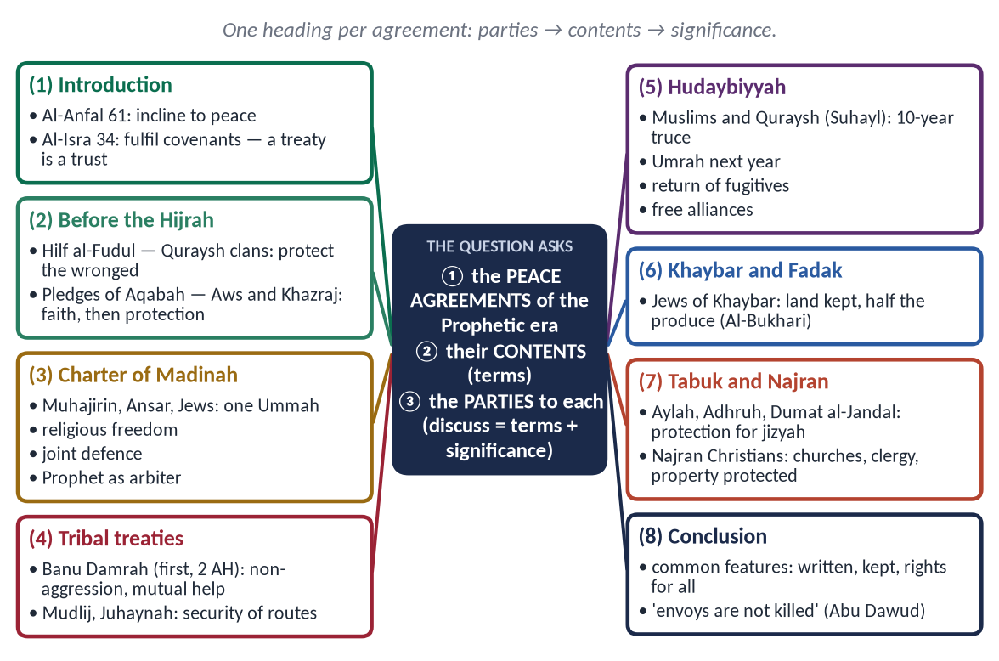 One heading per agreement: parties → contents → significance.
(1) Introduction
• Al-Anfal 61: incline to peace
• Al-Isra 34: fulfil covenants — a treaty
is a trust
(2) Before the Hijrah
• Hilf al-Fudul — Quraysh clans: protect
the wronged
• Pledges of Aqabah — Aws and Khazraj:
faith, then protection
(3) Charter of Madinah
• Muhajirin, Ansar, Jews: one Ummah
• religious freedom
• joint defence
• Prophet as arbiter
(4) Tribal treaties
• Banu Damrah (first, 2 AH): non-
aggression, mutual help
• Mudlij, Juhaynah: security of routes
THE QUESTION ASKS
① the PEACE
AGREEMENTS of the
Prophetic era
② their CONTENTS
(terms)
③ the PARTIES to each
(discuss = terms +
significance)
(5) Hudaybiyyah
• Muslims and Quraysh (Suhayl): 10-year
truce
• Umrah next year
• return of fugitives
• free alliances
(6) Khaybar and Fadak
• Jews of Khaybar: land kept, half the
produce (Al-Bukhari)
(7) Tabuk and Najran
• Aylah, Adhruh, Dumat al-Jandal:
protection for jizyah
• Najran Christians: churches, clergy,
property protected
(8) Conclusion
• common features: written, kept, rights
for all
• 'envoys are not killed' (Abu Dawud)